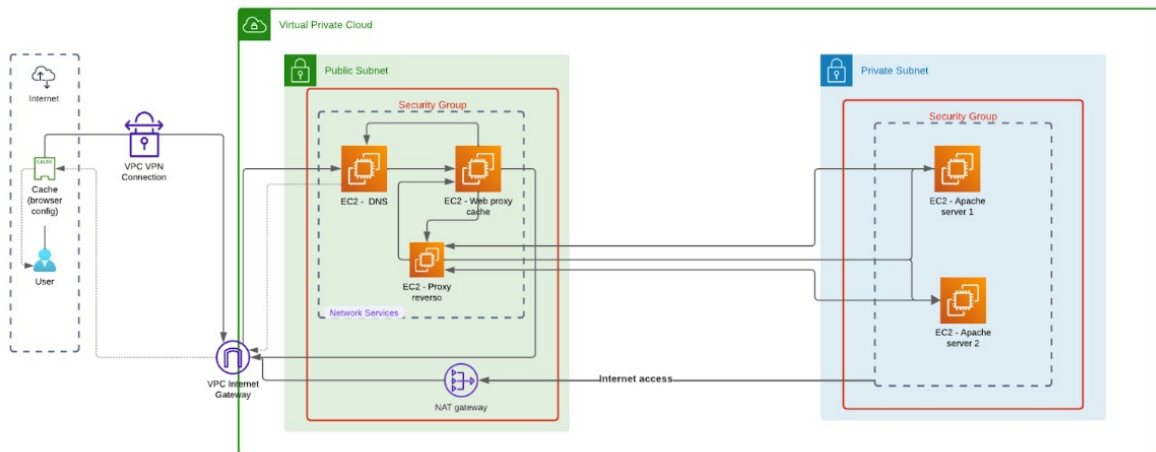 Virtual Private Cloud
Internet
CACHE
Cache
(browser
config)
User
VPC VPN
Connection
VPC Internet
Gateway
Public Subnet
Security Group
EC2 - DNS
EC2 - Web proxy
cache
EC2 - Proxy
reverso
Network Services
NAT gateway
Internet access
Private Subnet
Security Group
EC2 - Apache
server 1
EC2 - Apache
server 2